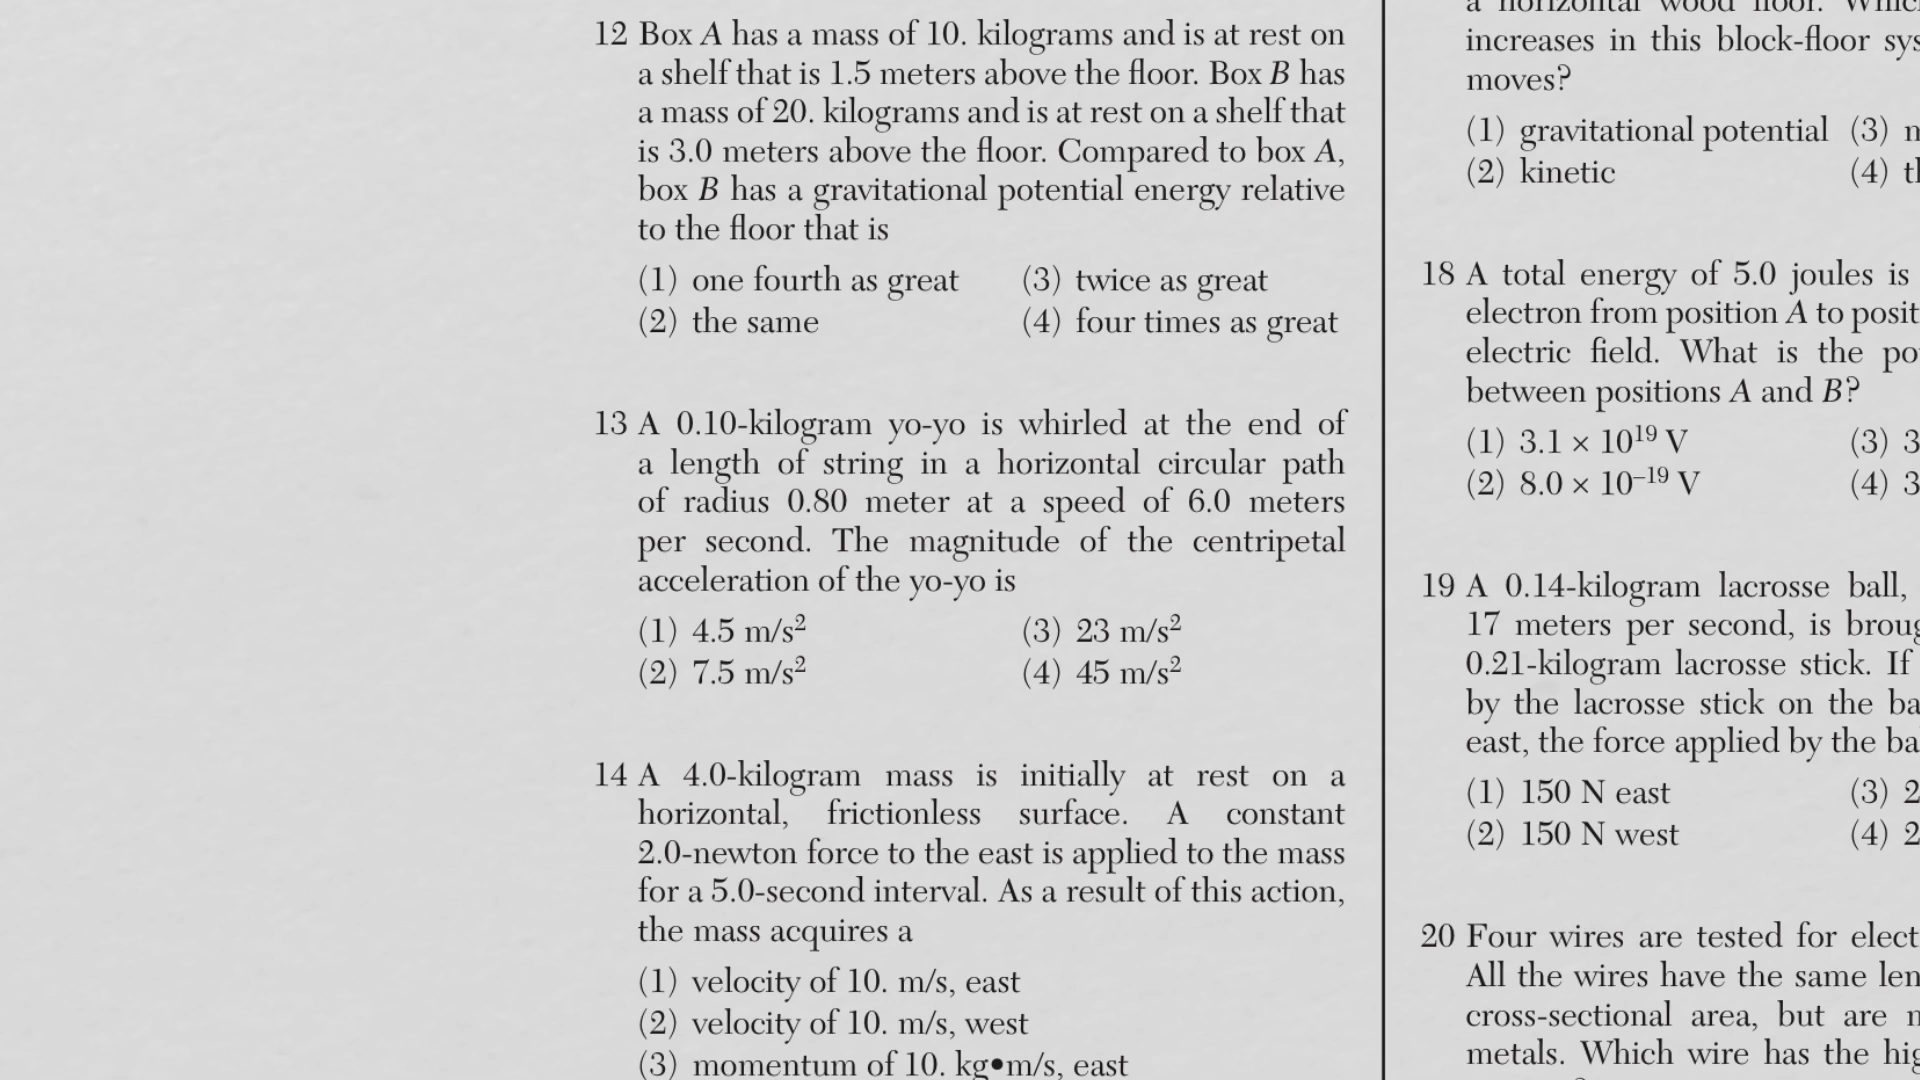 12 Box A has a mass of 10. kilograms and is at rest on
a shelf that is 1.5 meters above the floor. Box B has
a mass of 20. kilograms and is at rest on a shelf that
is 3.0 meters above the floor. Compared to box A,
box B has a gravitational potential energy relative
to the floor that is
(1) one fourth as great (3) twice as great
(2) the same (4) four times as great
13 A 0.10-kilogram yo-yo is whirled at the end of
a length of string in a horizontal circular path
of radius 0.80 meter at a speed of 6.0 meters
per second. The magnitude of the centripetal
acceleration of the yo-yo is
(1) 4.5 m/s² (3) 23 m/s²
(2) 7.5 m/s² (4) 45 m/s²
14 A 4.0-kilogram mass is initially at rest on a
horizontal, frictionless surface. A constant
2.0-newton force to the east is applied to the mass
for a 5.0-second interval. As a result of this action,
the mass acquires a
(1) velocity of 10. m/s, east
(2) velocity of 10. m/s, west
(3) momentum of 10. kg•m/s, east
a horizontal wood floor.
increases in this block-floor
moves?
(1) gravitational potential (3)
(2) kinetic (4)
18 A total energy of 5.0 joules is
electron from position A to
electric field. What is the
between positions A and B?
(1) 3.1 × 10¹⁹ V (3) 3
(2) 8.0 × 10⁻¹⁹ V (4) 3
19 A 0.14-kilogram lacrosse ball,
17 meters per second, is
0.21-kilogram lacrosse stick. If
by the lacrosse stick on the
east, the force applied by the
(1) 150 N east (3) 2
(2) 150 N west (4) 2
20 Four wires are tested for
All the wires have the same
cross-sectional area, but are
metals. Which wire has the